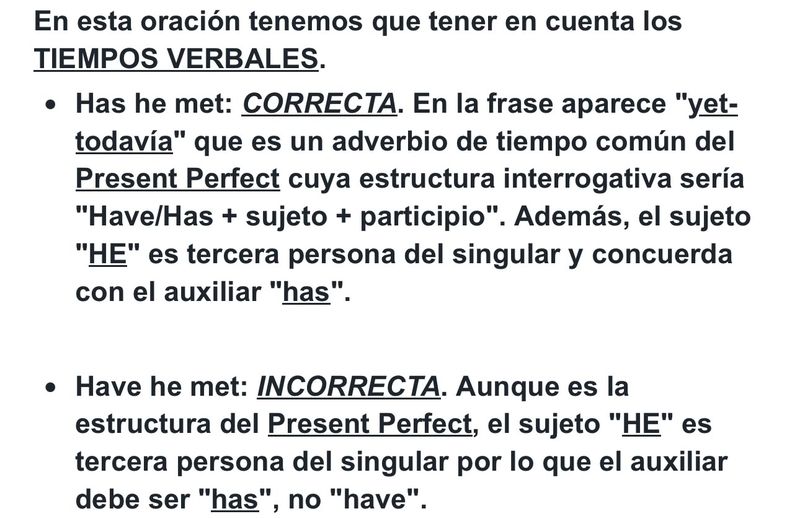 En esta oración tenemos que tener en cuenta los
TIEMPOS VERBALES.
• Has he met: CORRECTA. En la frase aparece "yet-
todavía" que es un adverbio de tiempo común del
Present Perfect cuya estructura interrogativa sería
"Have/Has + sujeto + participio". Además, el sujeto
"HE" es tercera persona del singular y concuerda
con el auxiliar "has".
• Have he met: INCORRECTA. Aunque es la
estructura del Present Perfect, el sujeto "HE" es
tercera persona del singular por lo que el auxiliar
debe ser "has", no "have".